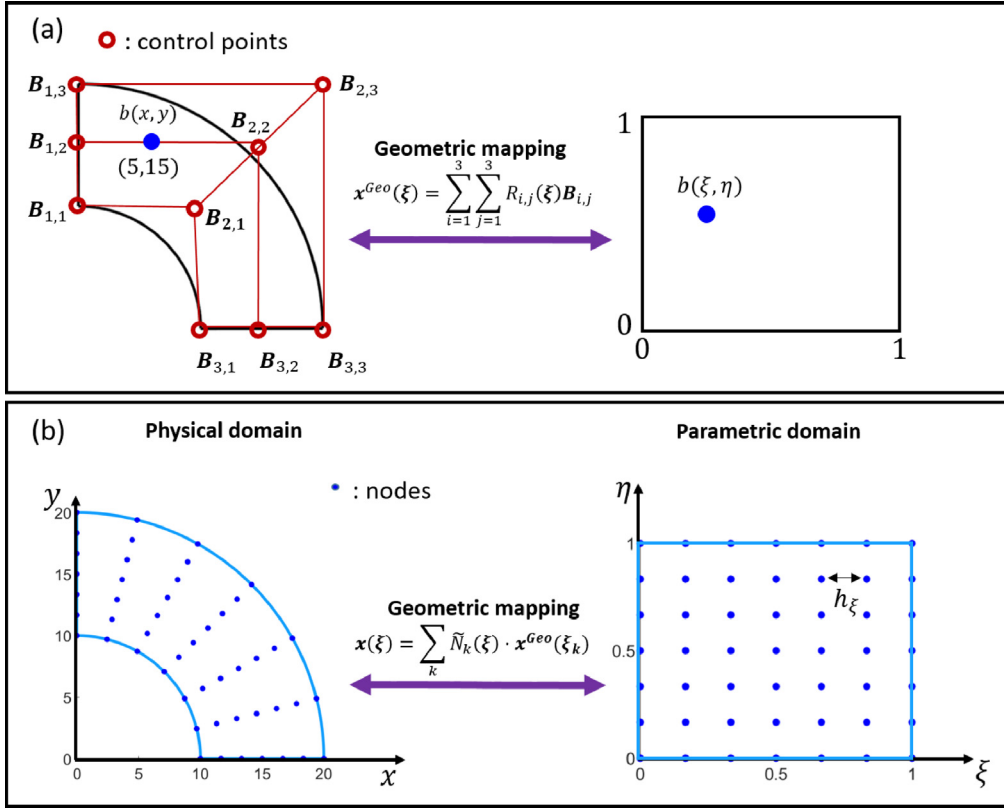 (a)
: control points
B1,3
B2,3
b(x, y)
B2,2
B1,2
(5,15)
B1,1
B2,1
B3,1
B3,2
B3,3
Geometric mapping
x^Geo(ξ) = ∑_{i=1}^{3} ∑_{j=1}^{3} R_{i,j}(ξ)B_{i,j}
1
b(ξ, η)
0
0
1
(b)
Physical domain
Parametric domain
: nodes
y
20
15
10
5
0
0
5
10
15
20
x
Geometric mapping
x(ξ) = ∑_k Ñ_k(ξ) · x^Geo(ξ_k)
η
1
h_ξ
0.5
0
0
0.5
1
ξ